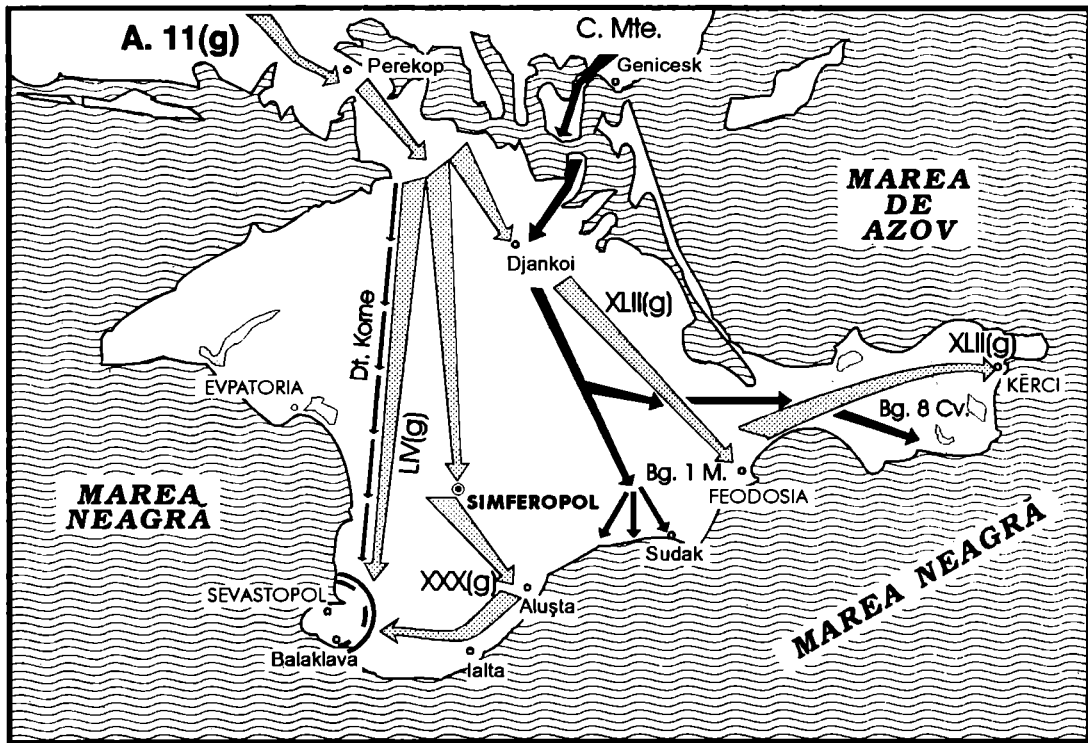 A. 11(g)
C. Mte.
Perekop
Genicesk
MAREA
DE
AZOV
Djankoi
XLII(g)
Dt. Korne
XLII(g)
EVPATORIA
KERCI
Bg. 8 Cv.
LIV(g)
Bg. 1 M.
FEODOSIA
MAREA
NEAGRĂ
SIMFEROPOL
MAREA NEAGRĂ
Sudak
XXX(g)
SEVASTOPOL
Aluşta
Balaklava
Ialta